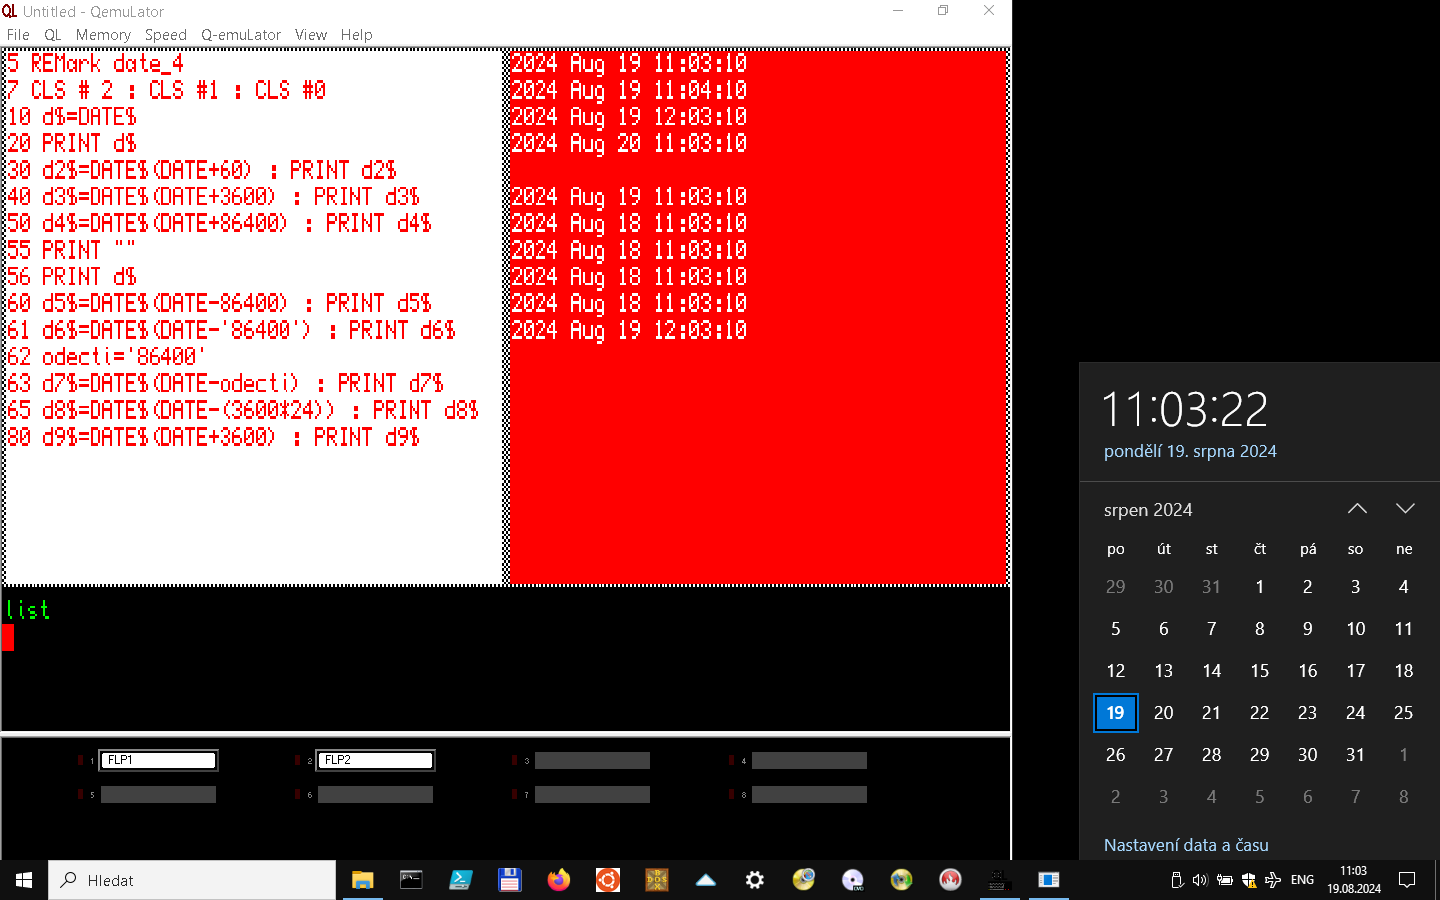 QL Untitled - QemuLator
File QL Memory Speed Q-emuLator View Help
5 REMark date_4
7 CLS # 2 : CLS #1 : CLS #0
10 d$=DATE$
20 PRINT d$
30 d2$=DATE$(DATE+60) : PRINT d2$
40 d3$=DATE$(DATE+3600) : PRINT d3$
50 d4$=DATE$(DATE+86400) : PRINT d4$
55 PRINT ""
56 PRINT d$
60 d5$=DATE$(DATE-86400) : PRINT d5$
61 d6$=DATE$(DATE-'86400') : PRINT d6$
62 odecti='86400'
63 d7$=DATE$(DATE-odecti) : PRINT d7$
65 d8$=DATE$(DATE-(3600*24)) : PRINT d8$
80 d9$=DATE$(DATE+3600) : PRINT d9$
2024 Aug 19 11:03:10
2024 Aug 19 11:04:10
2024 Aug 19 12:03:10
2024 Aug 20 11:03:10
2024 Aug 19 11:03:10
2024 Aug 18 11:03:10
2024 Aug 18 11:03:10
2024 Aug 18 11:03:10
2024 Aug 18 11:03:10
2024 Aug 19 12:03:10
list
1 FLP1 2 FLP2 3 4
5 6 7 8
11:03:22
pondělí 19. srpna 2024
srpen 2024
po út st čt pá so ne
29 30 31 1 2 3 4
5 6 7 8 9 10 11
12 13 14 15 16 17 18
19 20 21 22 23 24 25
26 27 28 29 30 31 1
2 3 4 5 6 7 8
Nastavení data a času
Hledat
DOS
DVD
ENG
11:03
19.08.2024